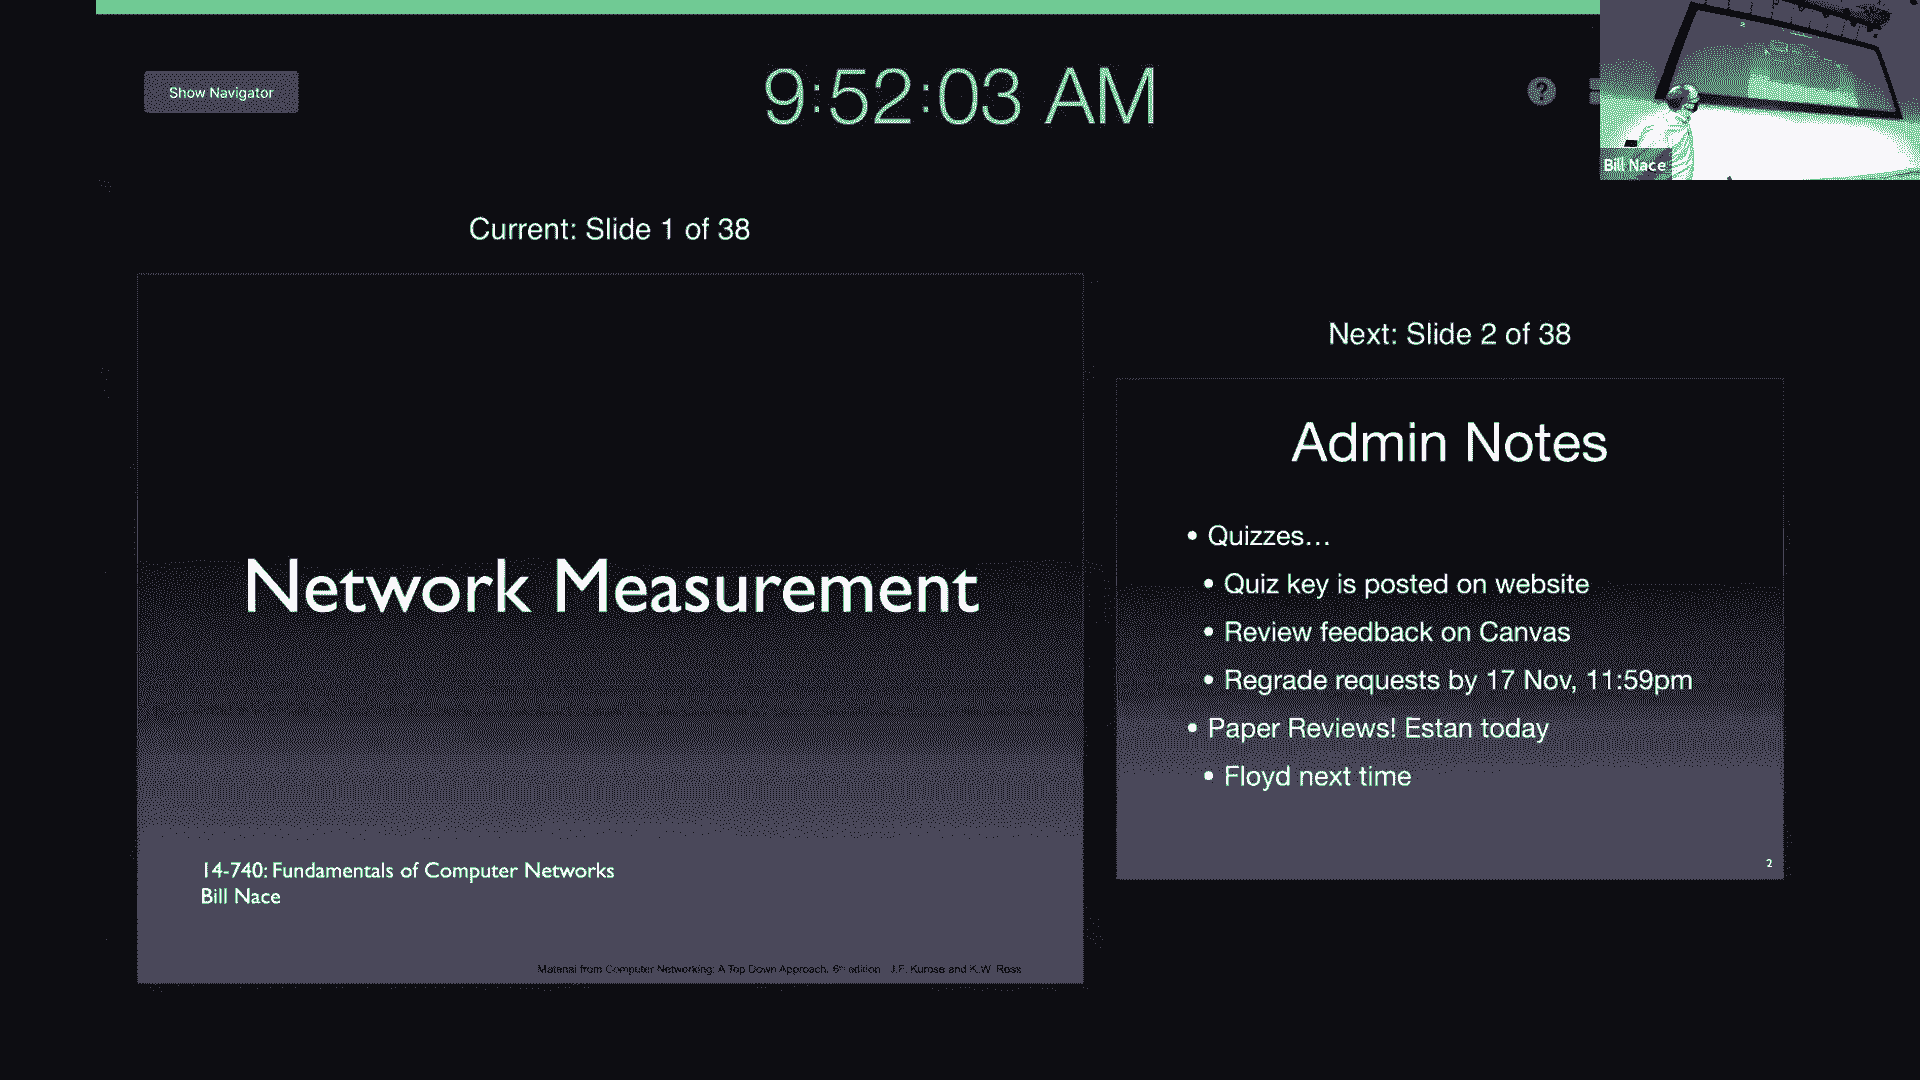 Show Navigator
9:52:03 AM
?
Bill Nace
Current: Slide 1 of 38
Next: Slide 2 of 38
Network Measurement
14-740: Fundamentals of Computer Networks
Bill Nace
Material from Computer Networking: A Top Down Approach, 6th edition. J.F. Kurose and K.W. Ross
Admin Notes
• Quizzes...
• Quiz key is posted on website
• Review feedback on Canvas
• Regrade requests by 17 Nov, 11:59pm
• Paper Reviews! Estan today
• Floyd next time
2